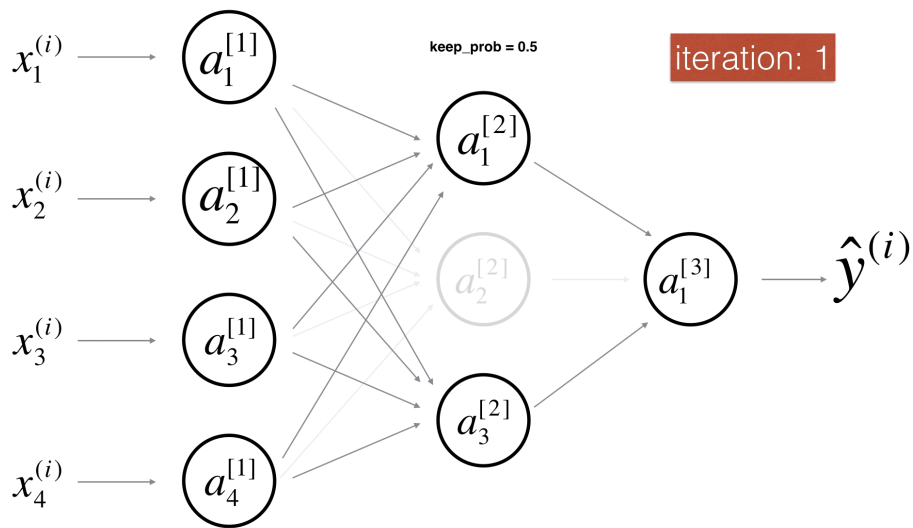 keep_prob = 0.5
iteration: 1
x_1^{(i)}
a_1^{[1]}
a_1^{[2]}
x_2^{(i)}
a_2^{[1]}
a_2^{[2]}
a_1^{[3]}
ŷ^{(i)}
x_3^{(i)}
a_3^{[1]}
a_3^{[2]}
x_4^{(i)}
a_4^{[1]}